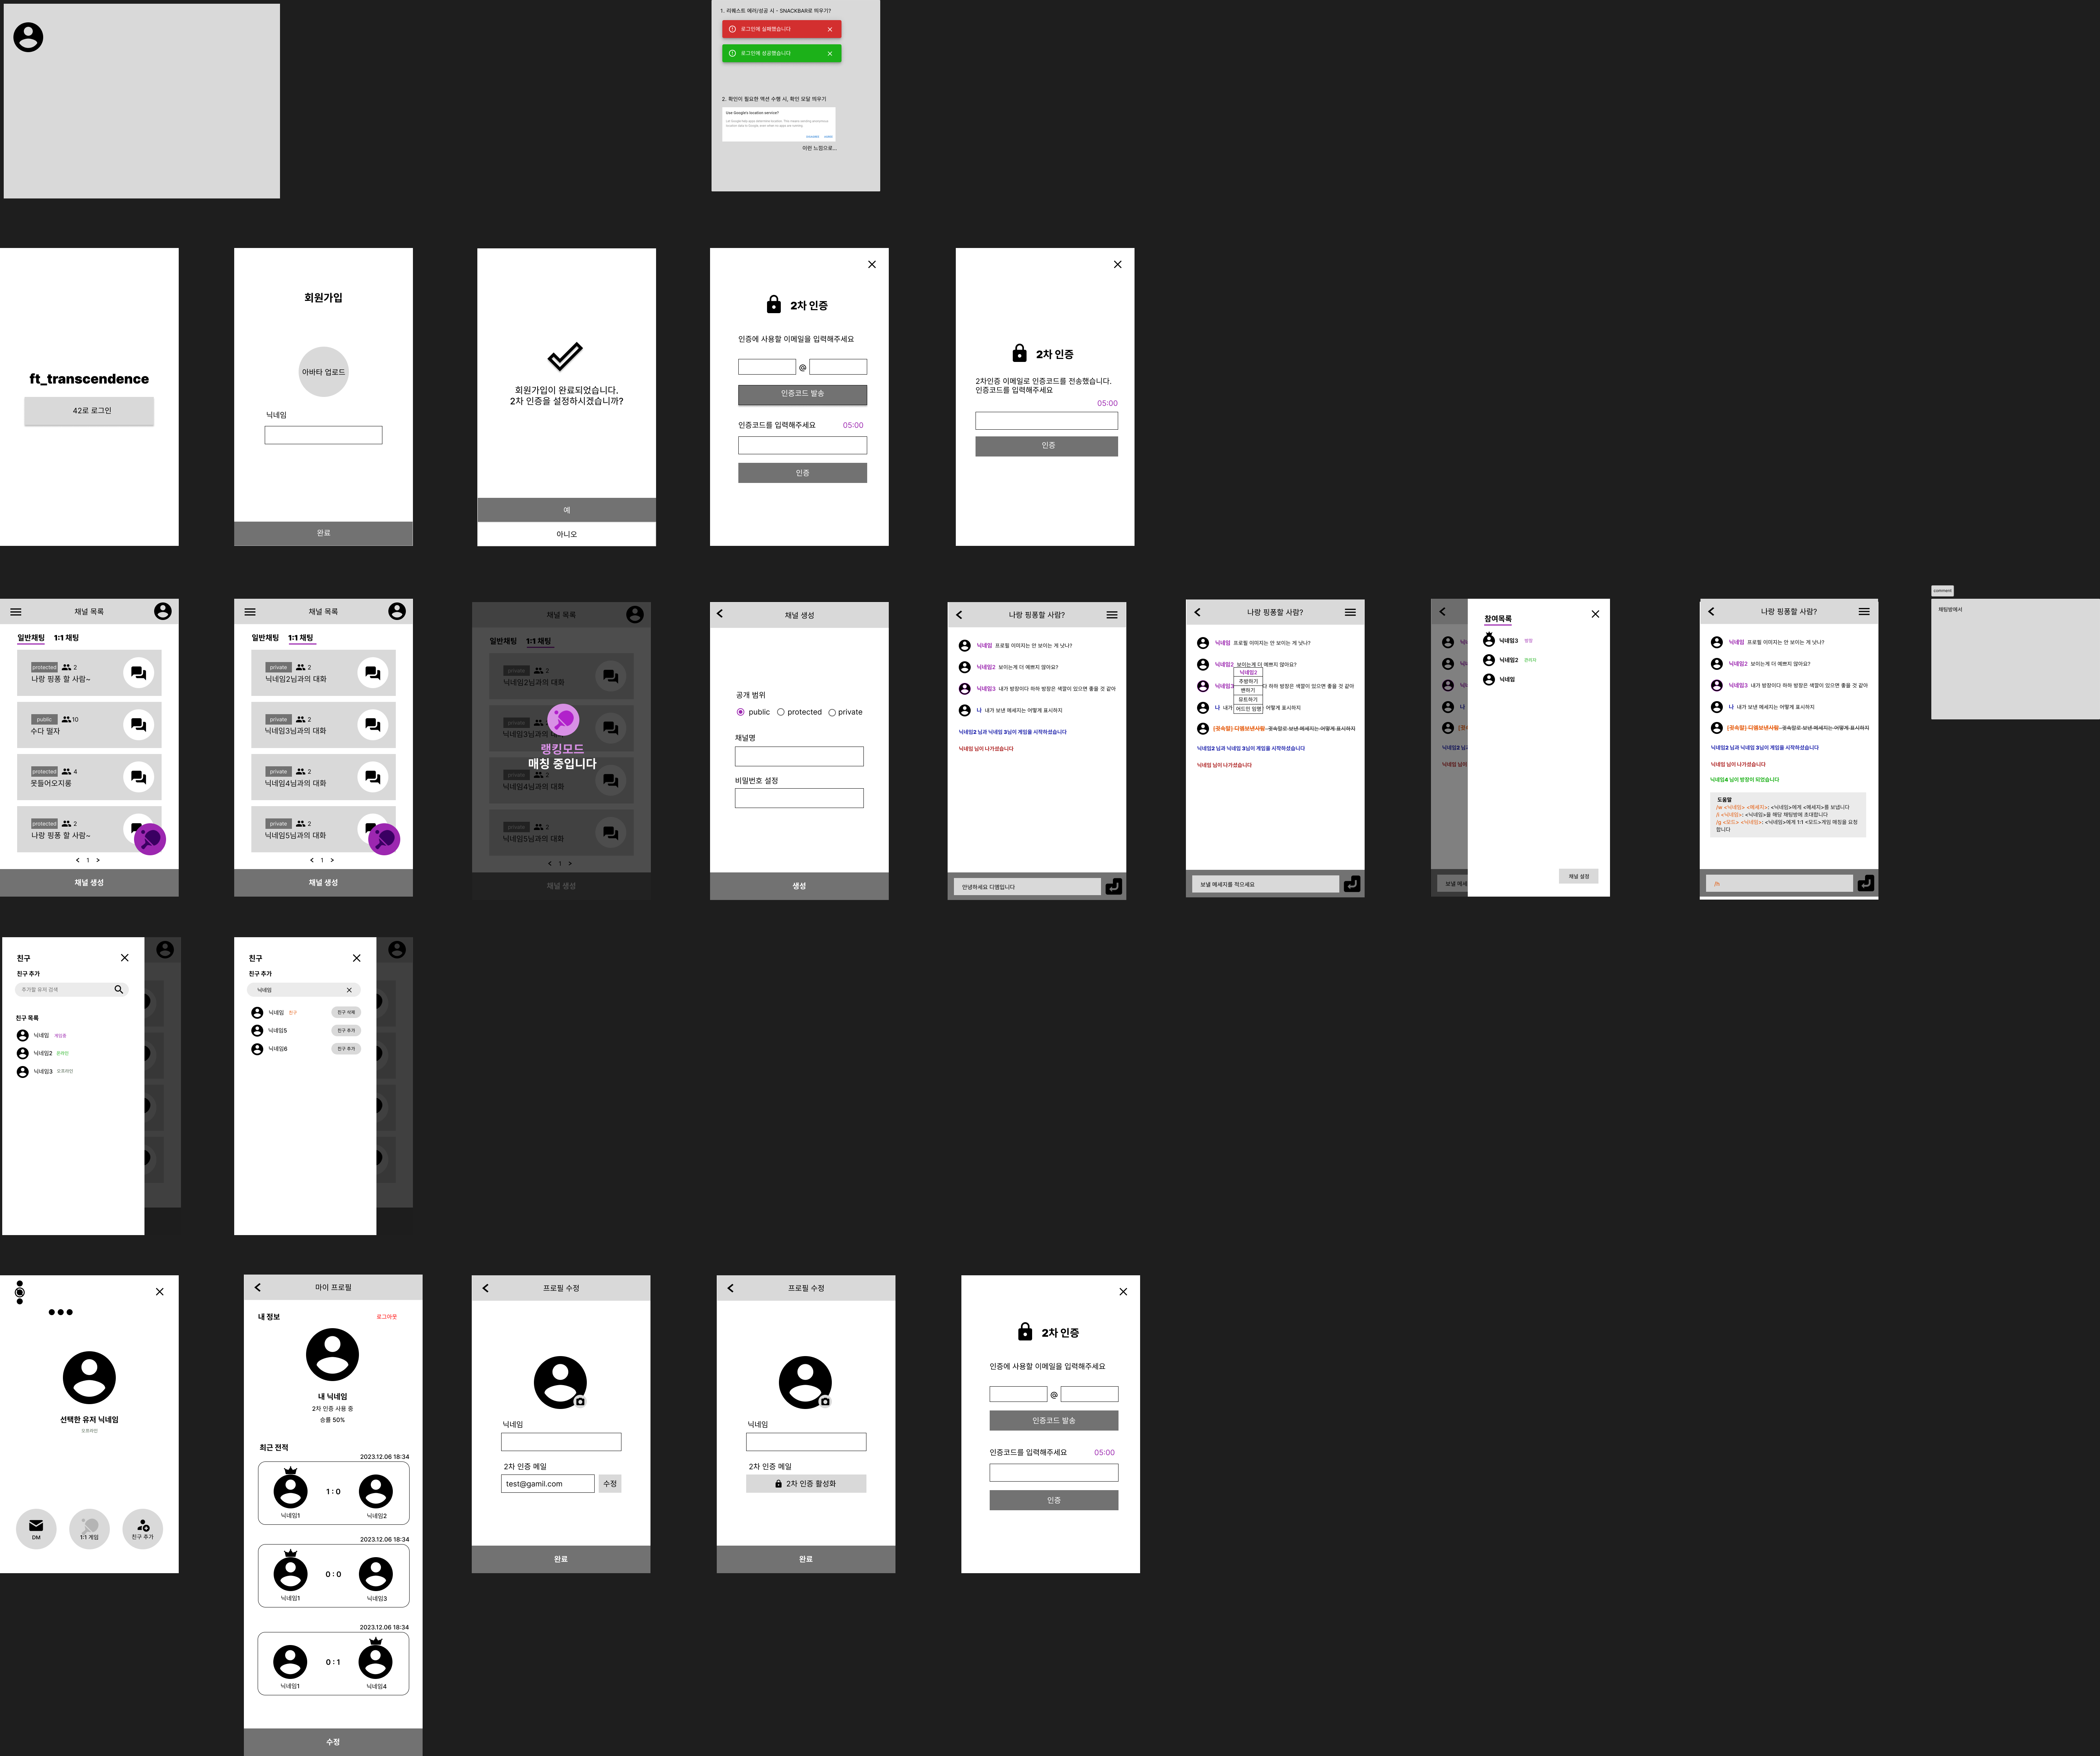 1. 리퀘스트 에러/성공 시 - SNACKBAR로 띄우기?
로그인에 실패했습니다
로그인에 성공했습니다
2. 확인이 필요한 액션 수행 시, 확인 모달 띄우기
Use Google's location service?
이런 느낌으로...
ft_transcendence
42로 로그인
회원가입
아바타 업로드
닉네임
완료
회원가입이 완료되었습니다.
2차 인증을 설정하시겠습니까?
예
아니오
2차 인증
인증에 사용할 이메일을 입력해주세요
@
인증코드 발송
인증코드를 입력해주세요 05:00
인증
2차 인증
2차인증 이메일로 인증코드를 전송했습니다.
인증코드를 입력해주세요
05:00
인증
채널 목록
일반채팅 1:1 채팅
protected 2
나랑 핑퐁 할 사람~
public 10
수다 떨자
protected 4
못들어오지롱
protected 2
나랑 핑퐁 할 사람~
1
채널 생성
채널 목록
일반채팅 1:1 채팅
private 2
닉네임2님과의 대화
private 2
닉네임3님과의 대화
private 2
닉네임4님과의 대화
private 2
닉네임5님과의 대화
1
채널 생성
채널 목록
일반채팅 1:1 채팅
private 2
닉네임2님과의 대화
private
닉네임3님과의 대화
랭킹모드
매칭 중입니다
private 2
닉네임4님과의 대화
private 2
닉네임5님과의 대화
1
채널 생성
채널 생성
공개 범위
public protected private
채널명
비밀번호 설정
생성
나랑 핑퐁할 사람?
닉네임 프로필 이미지는 안 보이는 게 낫나?
닉네임2 보이는게 더 예쁘지 않아요?
닉네임3 내가 방장이다 하하 방장은 색깔이 있으면 좋을 것 같아
나 내가 보낸 메세지은 어떻게 표시하지
닉네임2 님과 닉네임 3님이 게임을 시작하셨습니다
닉네임 님이 나가셨습니다
안녕하세요 디엠입니다
나랑 핑퐁할 사람?
닉네임 프로필 이미지는 안 보이는 게 낫나?
닉네임2 보이는게 더 예쁘지 않아요?
닉네임2
추방하기
밴하기
뮤트하기
어드민 임명
닉네임3 다 하하 방장은 색깔이 있으면 좋을 것 같아
나 내가 어떻게 표시하지
(귓속말) 디엠보낸사람 귓속말로 보낸 메세지는 어떻게 표시하지
닉네임2 님과 닉네임 3님이 게임을 시작하셨습니다
닉네임 님이 나가셨습니다
보낼 메세지를 적으세요
참여목록
닉네임3 방장
닉네임2 관리자
닉네임
채널 설정
보낼 메세
나랑 핑퐁할 사람?
닉네임 프로필 이미지는 안 보이는 게 낫나?
닉네임2 보이는게 더 예쁘지 않아요?
닉네임3 내가 방장이다 하하 방장은 색깔이 있으면 좋을 것 같아
나 내가 보낸 메세지은 어떻게 표시하지
(귓속말) 디엠보낸사람 귓속말로 보낸 메세지는 어떻게 표시하지
닉네임2 님과 닉네임 3님이 게임을 시작하셨습니다
닉네임 님이 나가셨습니다
닉네임4 님이 방장이 되었습니다
도움말
/w <닉네임> <메세지>: <닉네임>에게 <메세지>를 보냅니다
/i <닉네임>: <닉네임>을 해당 채팅방에 초대합니다
/g <모드> <닉네임>: <닉네임>에게 1:1 <모드>게임 매칭을 요청
합니다
/h
comment
채팅방에서
친구
친구 추가
추가할 유저 검색
친구 목록
닉네임 게임중
닉네임2 온라인
닉네임3 오프라인
친구
친구 추가
닉네임
닉네임 친구 친구 삭제
닉네임5 친구 추가
닉네임6 친구 추가
선택한 유저 닉네임
오프라인
DM
1:1 게임
친구 추가
마이 프로필
내 정보 로그아웃
내 닉네임
2차 인증 사용 중
승률 50%
최근 전적
2023.12.06 18:34
1 : 0
닉네임1 닉네임2
2023.12.06 18:34
0 : 0
닉네임1 닉네임3
2023.12.06 18:34
0 : 1
닉네임1 닉네임4
수정
프로필 수정
닉네임
2차 인증 메일
test@gamil.com 수정
완료
프로필 수정
닉네임
2차 인증 메일
2차 인증 활성화
완료
2차 인증
인증에 사용할 이메일을 입력해주세요
@
인증코드 발송
인증코드를 입력해주세요 05:00
인증